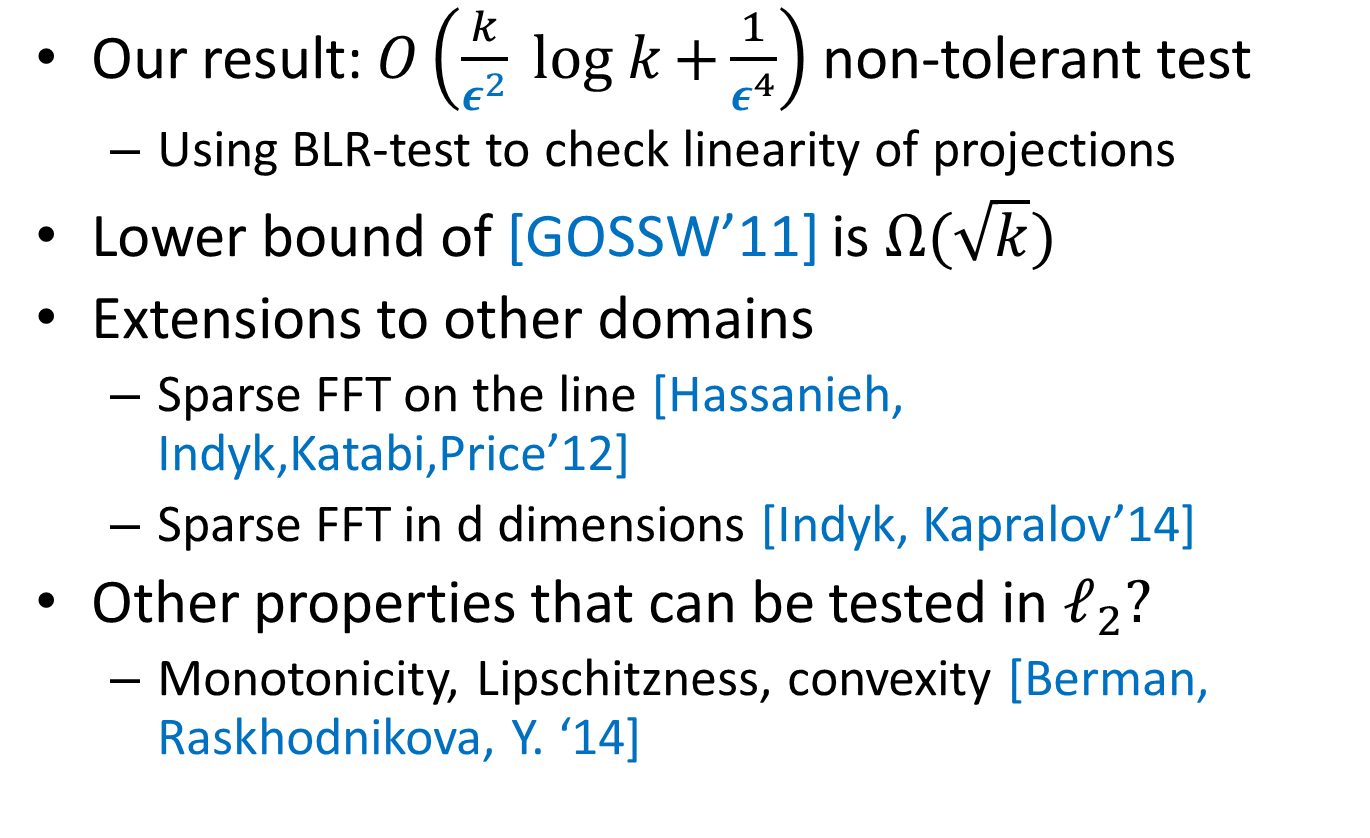 • Our result: O(k/ϵ² log k + 1/ϵ⁴) non-tolerant test
– Using BLR-test to check linearity of projections
• Lower bound of [GOSSW’11] is Ω(√k)
• Extensions to other domains
– Sparse FFT on the line [Hassanieh,
Indyk,Katabi,Price’12]
– Sparse FFT in d dimensions [Indyk, Kapralov’14]
• Other properties that can be tested in ℓ₂?
– Monotonicity, Lipschitzness, convexity [Berman,
Raskhodnikova, Y. ‘14]